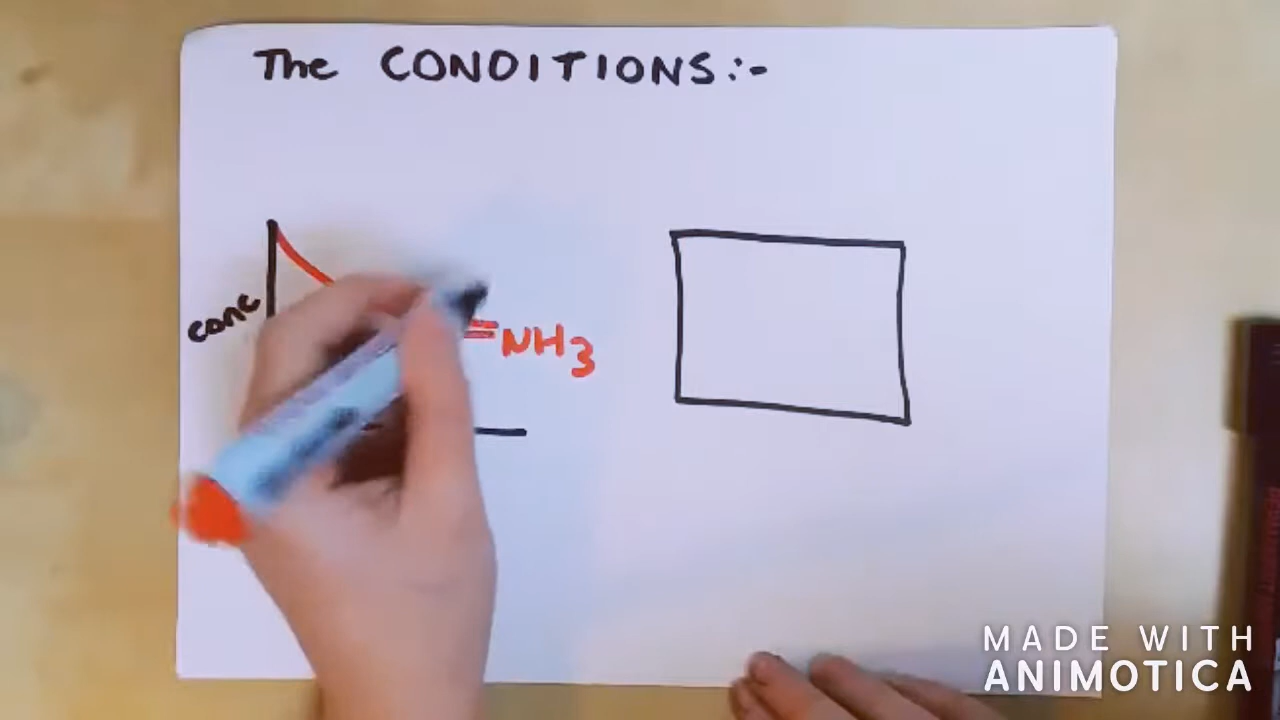 The CONDITIONS:-
conc
=NH3
MADE WITH
ANIMOTICA